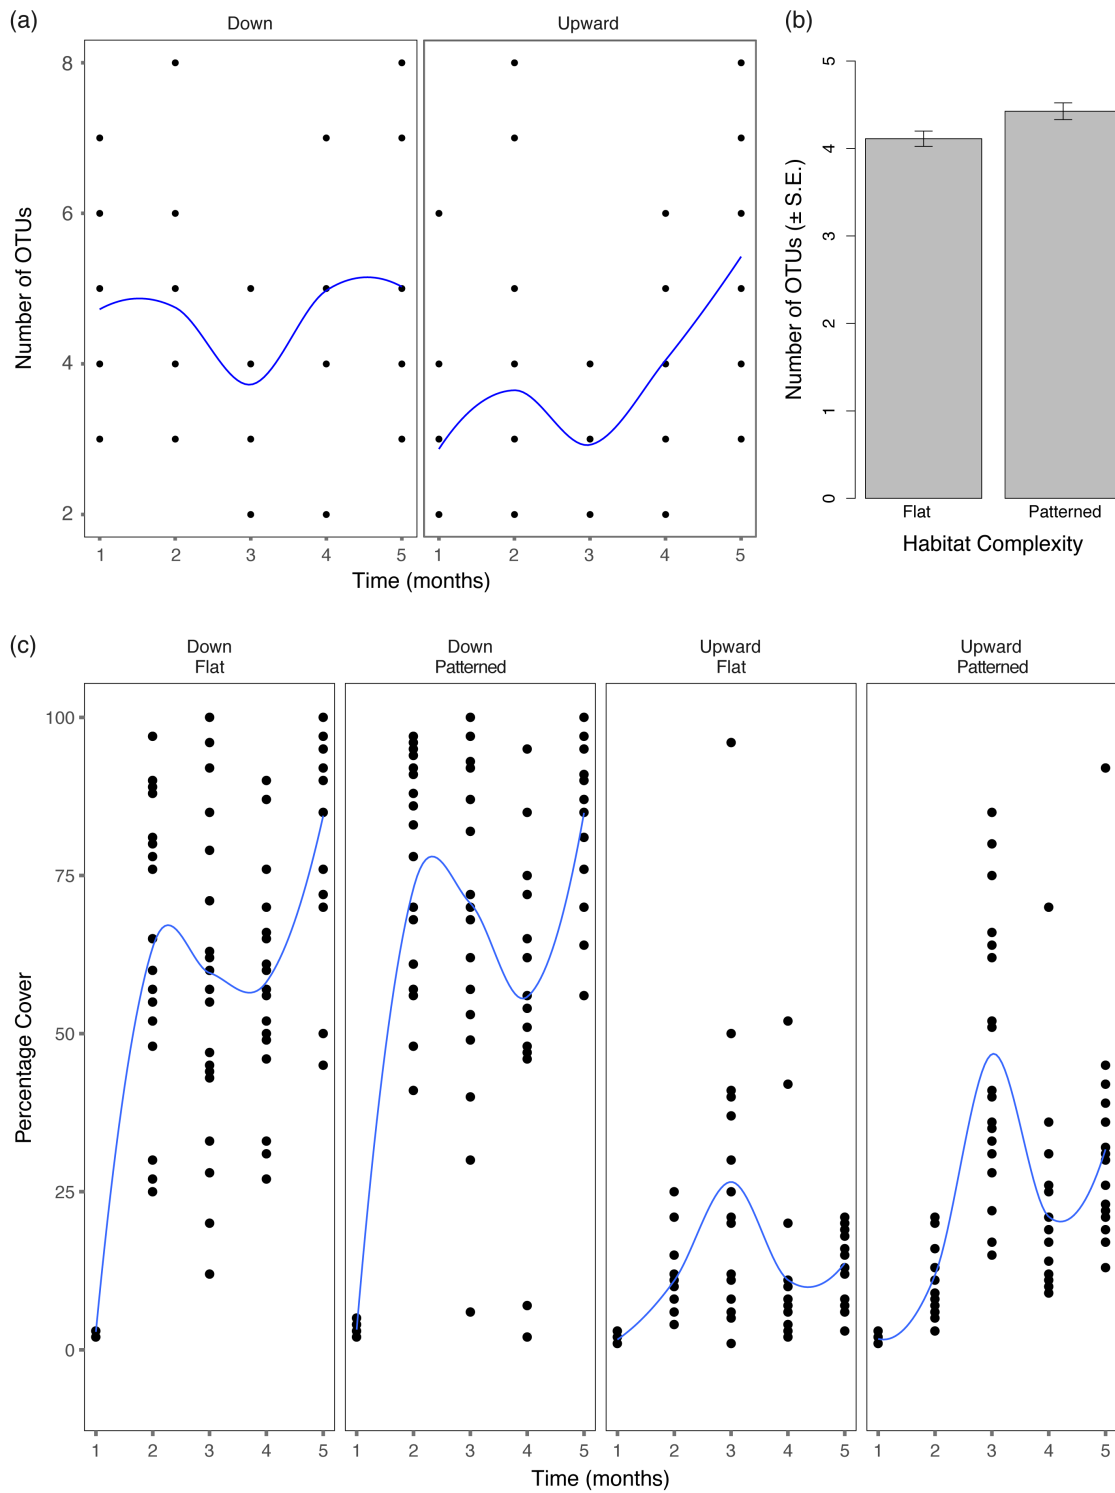 (a)
Down
Upward
Number of OTUs
8
6
4
2
1 2 3 4 5
1 2 3 4 5
Time (months)
(b)
Number of OTUs (± S.E.)
5
4
3
2
1
0
Flat
Patterned
Habitat Complexity
(c)
Down
Flat
Down
Patterned
Upward
Flat
Upward
Patterned
Percentage Cover
100
75
50
25
0
1 2 3 4 5
1 2 3 4 5
1 2 3 4 5
1 2 3 4 5
Time (months)